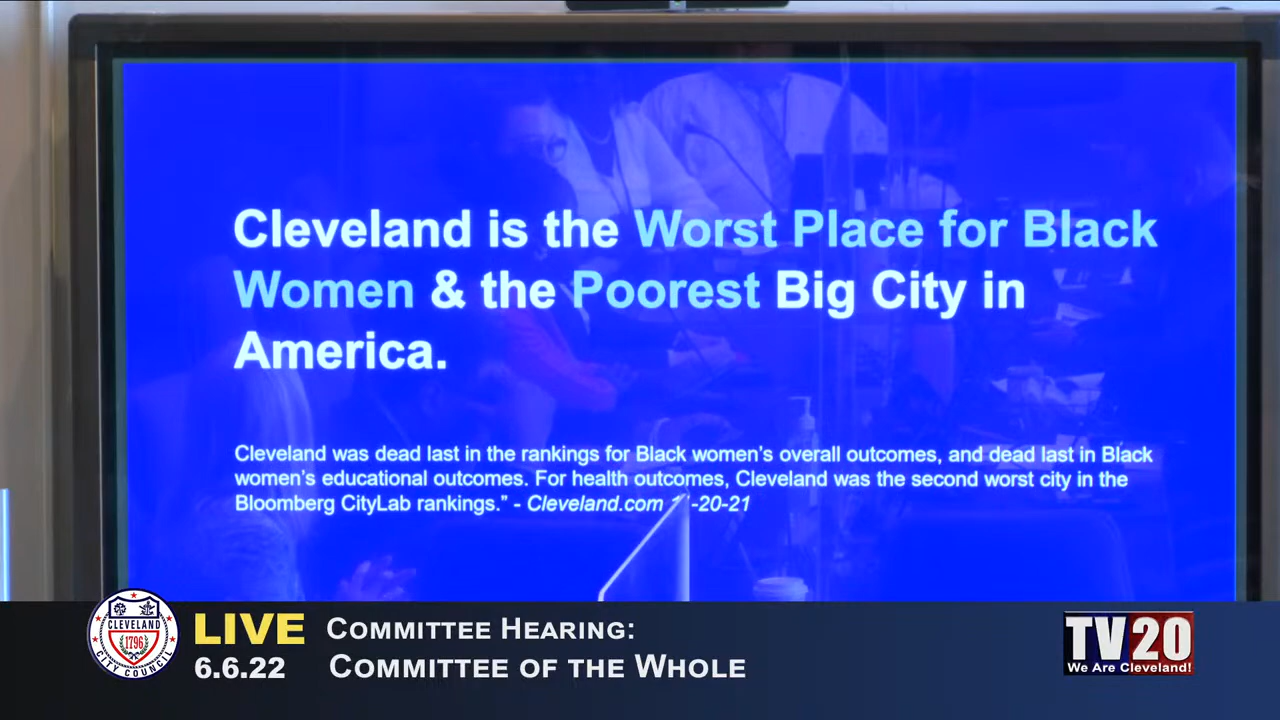 Cleveland is the Worst Place for Black
Women & the Poorest Big City in
America.
Cleveland was dead last in the rankings for Black women's overall outcomes, and dead last in Black
women's educational outcomes. For health outcomes, Cleveland was the second worst city in the
Bloomberg CityLab rankings.” - Cleveland.com -20-21
CLEVELAND
1796
CITY COUNCIL
LIVE
6.6.22
COMMITTEE HEARING:
COMMITTEE OF THE WHOLE
TV20
We Are Cleveland!